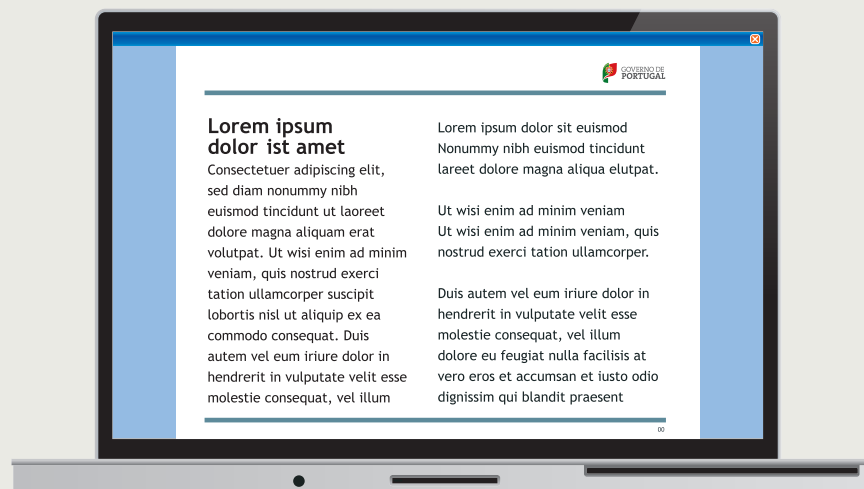 GOVERNO DE
PORTUGAL
Lorem ipsum
dolor ist amet
Consectetuer adipiscing elit,
sed diam nonummy nibh
euismod tincidunt ut laoreet
dolore magna aliquam erat
volutpat. Ut wisi enim ad minim
veniam, quis nostrud exerci
tation ullamcorper suscipit
lobortis nisl ut aliquip ex ea
commodo consequat. Duis
autem vel eum iriure dolor in
hendrerit in vulputate velit esse
molestie consequat, vel illum
Lorem ipsum dolor sit euismod
Nonummy nibh euismod tincidunt
lareet dolore magna aliqua elutpat.
Ut wisi enim ad minim veniam
Ut wisi enim ad minim veniam, quis
nostrud exerci tation ullamcorper.
Duis autem vel eum iriure dolor in
hendrerit in vulputate velit esse
molestie consequat, vel illum
dolore eu feugiat nulla facilisis at
vero eros et accumsan et iusto odio
dignissim qui blandit praesent
00